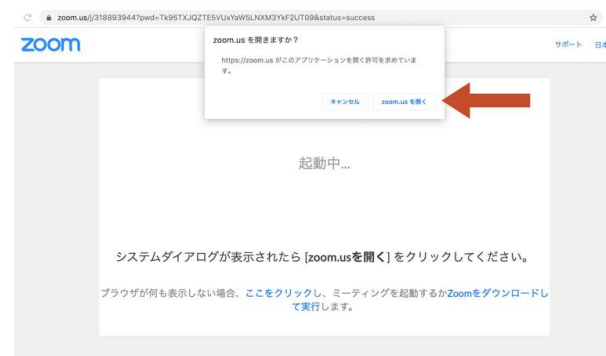 zoom.us/j/318893944?pwd=Tk95TXJQZTE5VUxYaW5LNXM3YkF2UT09&status=success
zoom
サポート 日本
zoom.us を開きますか？
https://zoom.us がこのアプリケーションを開く許可を求めていま
す。
キャンセル zoom.us を開く
起動中...
システムダイアログが表示されたら [zoom.usを開く] をクリックしてください。
ブラウザが何も表示しない場合、ここをクリックし、ミーティングを起動するかZoomをダウンロードし
て実行します。